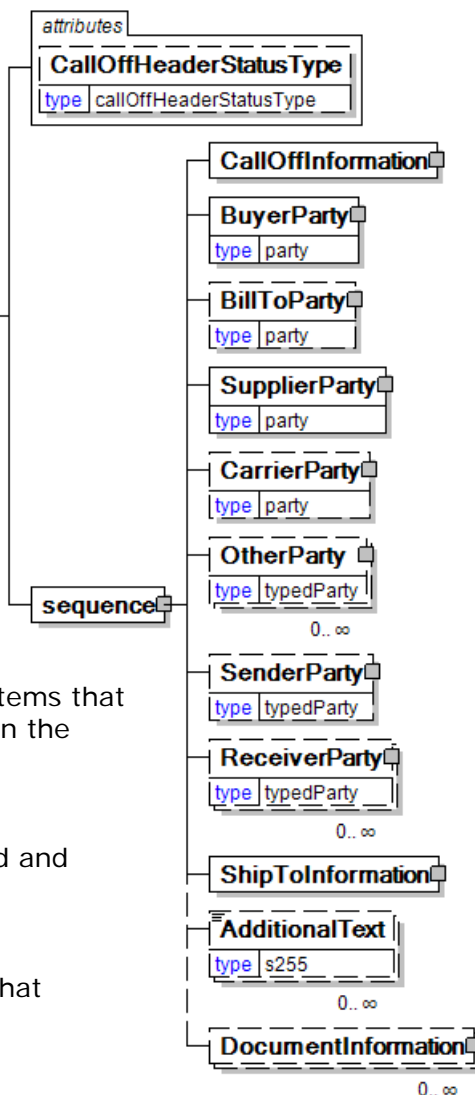 attributes
CallOffHeaderStatusType
type callOffHeaderStatusType
CallOffInformation
BuyerParty
type party
BillToParty
type party
SupplierParty
type party
CarrierParty
type party
OtherParty
type typedParty
0.. ∞
sequence
SenderParty
type typedParty
tems that
n the
ReceiverParty
type typedParty
0.. ∞
d and
ShipToInformation
AdditionalText
type s255
0.. ∞
hat
DocumentInformation
0.. ∞